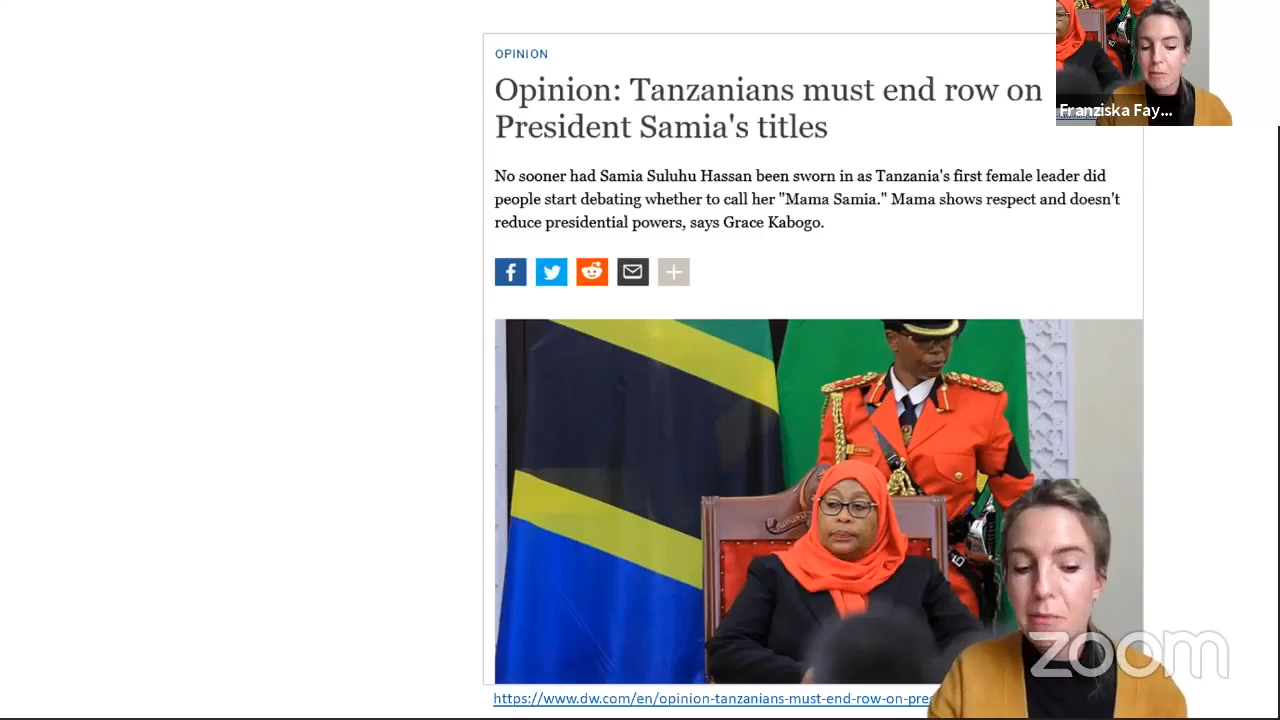 OPINION
Opinion: Tanzanians must end row on
President Samia's titles
No sooner had Samia Suluhu Hassan been sworn in as Tanzania's first female leader did
people start debating whether to call her "Mama Samia." Mama shows respect and doesn't
reduce presidential powers, says Grace Kabogo.
https://www.dw.com/en/opinion-tanzanians-must-end-row-on-pre
Franziska Fay...
zoom